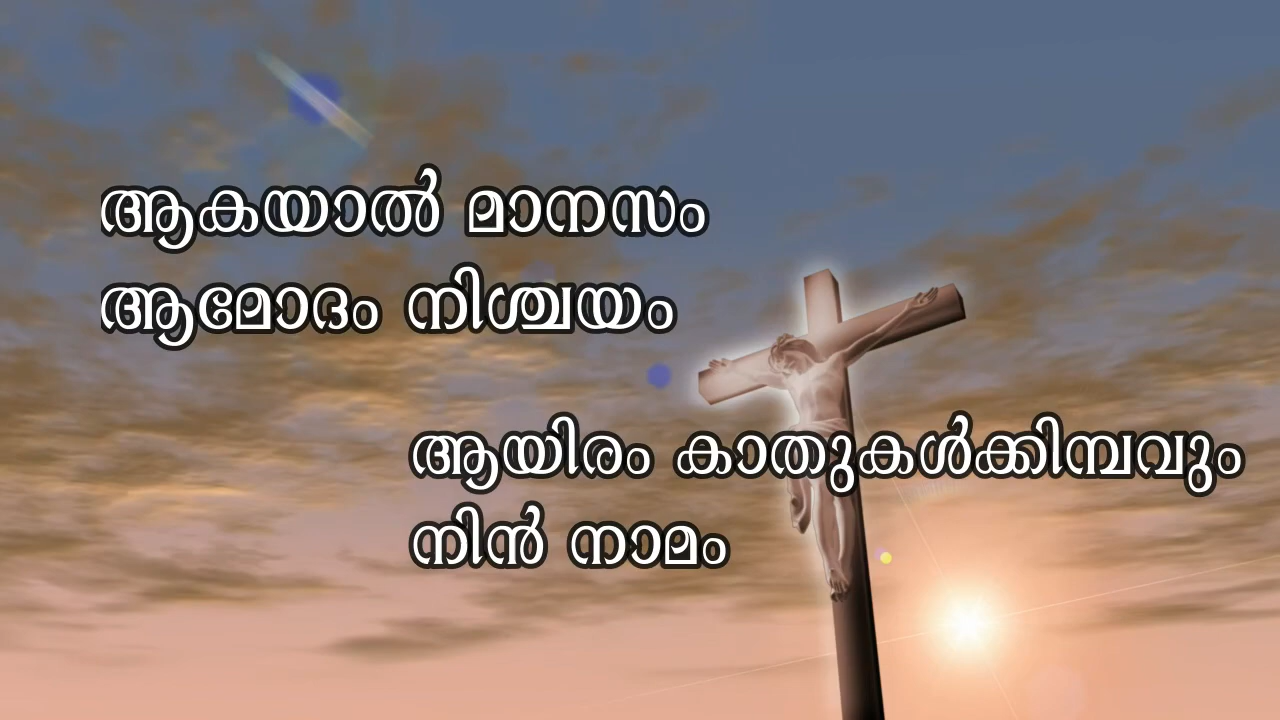 ആകയാൽ മാനസം
ആമോദം നിശ്ചയം
ആയിരം കാതുകൾക്കിമ്പവും
നിൻ നാമം